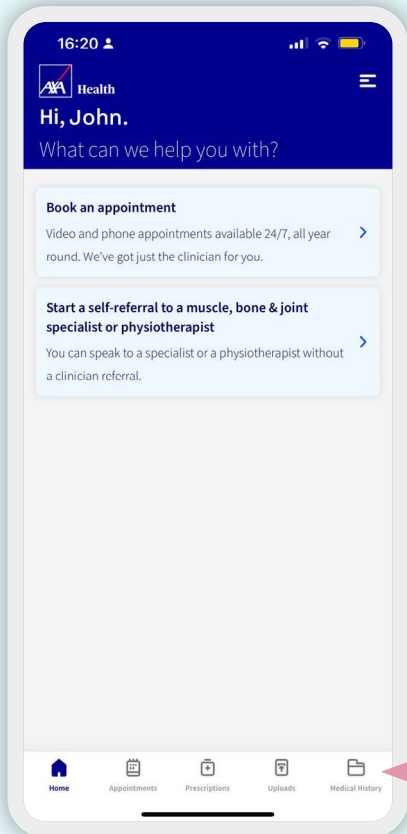 16:20
AXA Health
Hi, John.
What can we help you with?
Book an appointment
Video and phone appointments available 24/7, all year
round. We've got just the clinician for you.
Start a self-referral to a muscle, bone & joint
specialist or physiotherapist
You can speak to a specialist or a physiotherapist without
a clinician referral.
Home Appointments Prescriptions Uploads Medical History